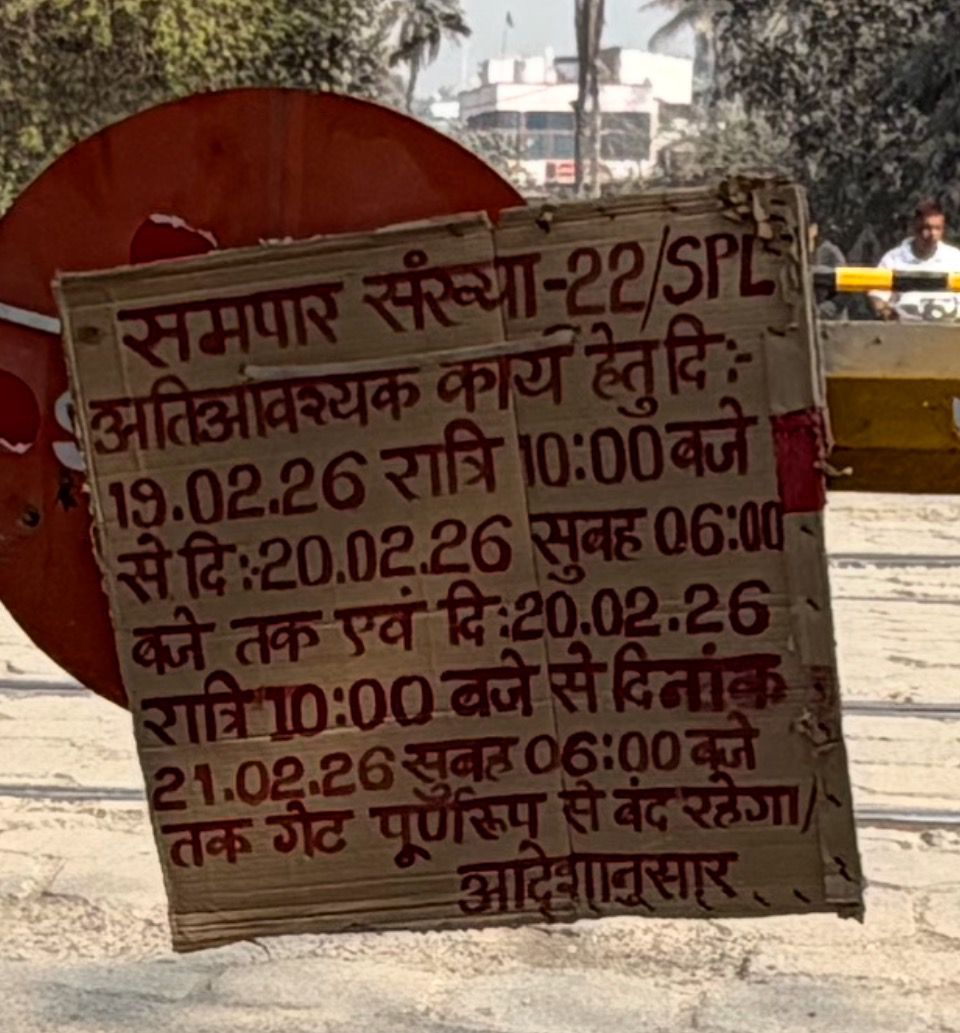 समपार संख्या-22/SPL
अतिआवश्यक कार्य हेतु दि:-
19.02.26 रात्रि 10:00 बजे
से दि:-20.02.26 सुबह 06:00
बजे तक एवं दि:20.02.26
रात्रि 10:00 बजे से दिनांक
21.02.26 सुबह 06:00 बजे
तक गेट पूर्णरूप से बंद रहेगा/
आदेशानुसार